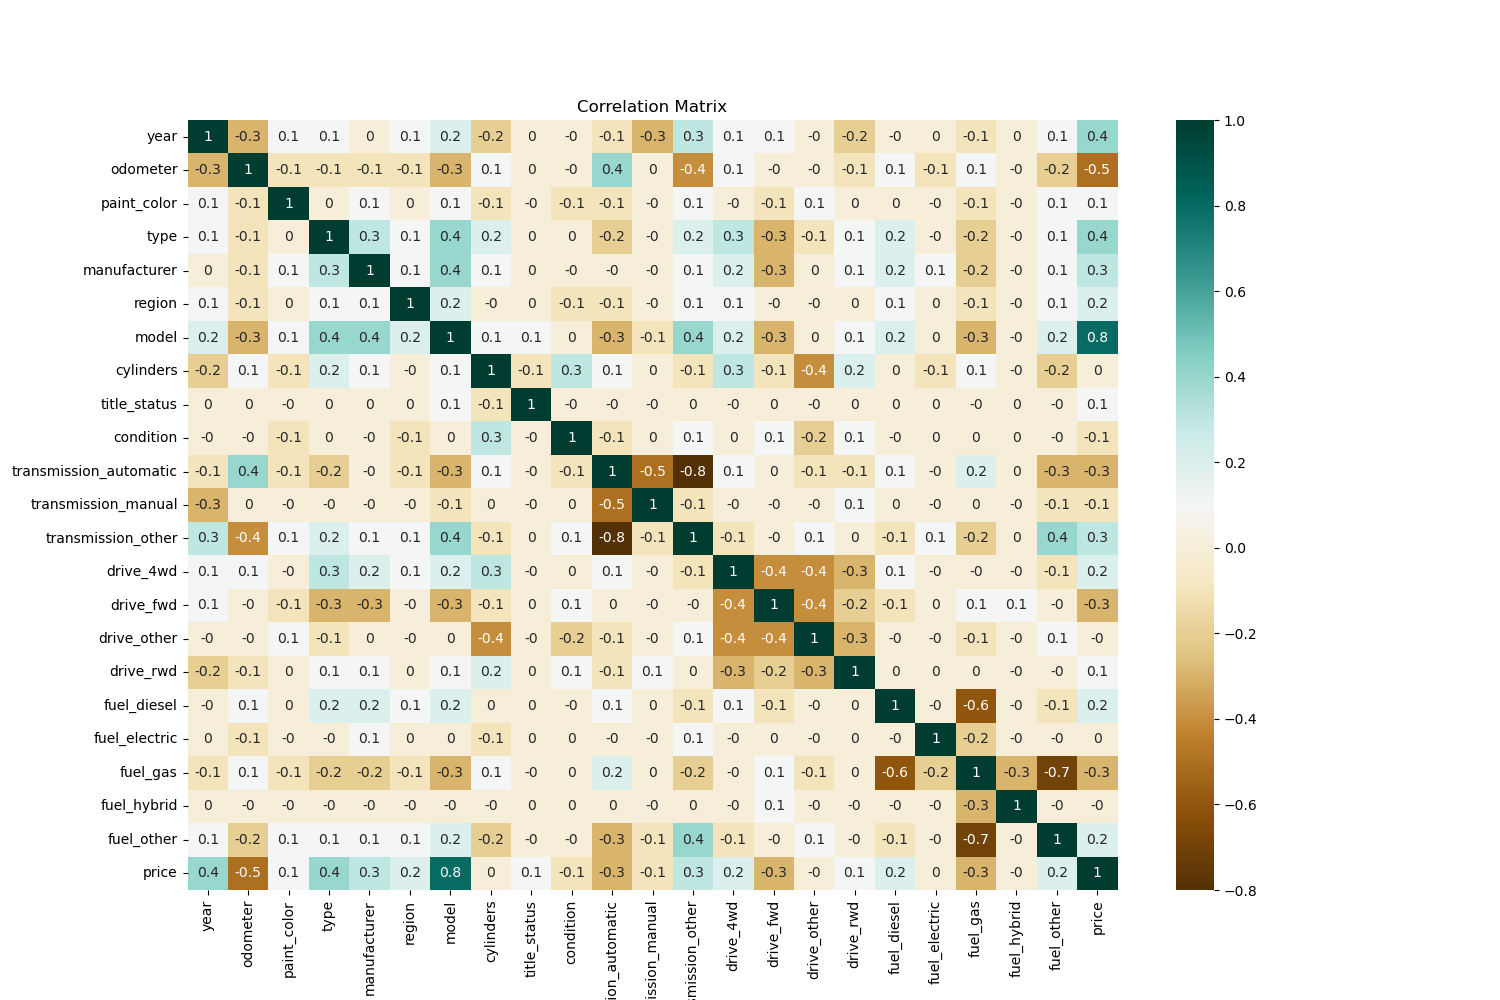 Correlation Matrix
year 1 -0.3 0.1 0.1 0 0.1 0.2 -0.2 0 -0 -0.1 -0.3 0.3 0.1 0.1 -0 -0.2 -0 0 -0.1 0 0.1 0.4
odometer -0.3 1 -0.1 -0.1 -0.1 -0.1 -0.3 0.1 0 -0 0.4 0 -0.4 0.1 -0 -0 -0.1 0.1 -0.1 0.1 -0 -0.2 -0.5
paint_color 0.1 -0.1 1 0 0.1 0 0.1 -0.1 -0 -0.1 -0.1 -0 0.1 -0 -0.1 0.1 0 0 -0 -0.1 -0 0.1 0.1
type 0.1 -0.1 0 1 0.3 0.1 0.4 0.2 0 0 -0.2 -0 0.2 0.3 -0.3 -0.1 0.1 0.2 -0 -0.2 -0 0.1 0.4
manufacturer 0 -0.1 0.1 0.3 1 0.1 0.4 0.1 0 -0 -0 -0 0.1 0.2 -0.3 0 0.1 0.2 0.1 -0.2 -0 0.1 0.3
region 0.1 -0.1 0 0.1 0.1 1 0.2 -0 0 -0.1 -0.1 -0 0.1 0.1 -0 -0 0 0.1 0 -0.1 -0 0.1 0.2
model 0.2 -0.3 0.1 0.4 0.4 0.2 1 0.1 0.1 0 -0.3 -0.1 0.4 0.2 -0.3 0 0.1 0.2 0 -0.3 -0 0.2 0.8
cylinders -0.2 0.1 -0.1 0.2 0.1 -0 0.1 1 -0.1 0.3 0.1 0 -0.1 0.3 -0.1 -0.4 0.2 0 -0.1 0.1 -0 -0.2 0
title_status 0 0 -0 0 0 0 0.1 -0.1 1 -0 -0 -0 0 -0 0 -0 0 0 0 -0 0 -0 0.1
condition -0 -0 -0.1 0 -0 -0.1 0 0.3 -0 1 -0.1 0 0.1 0 0.1 -0.2 0.1 -0 0 0 0 -0 -0.1
transmission_automatic -0.1 0.4 -0.1 -0.2 -0 -0.1 -0.3 0.1 -0 -0.1 1 -0.5 -0.8 0.1 0 -0.1 -0.1 0.1 -0 0.2 0 -0.3 -0.3
transmission_manual -0.3 0 -0 -0 -0 -0 -0.1 0 -0 0 -0.5 1 -0.1 -0 -0 -0 0.1 0 -0 0 0 -0.1 -0.1
transmission_other 0.3 -0.4 0.1 0.2 0.1 0.1 0.4 -0.1 0 0.1 -0.8 -0.1 1 -0.1 -0 0.1 0 -0.1 0.1 -0.2 0 0.4 0.3
drive_4wd 0.1 0.1 -0 0.3 0.2 0.1 0.2 0.3 -0 0 0.1 -0 -0.1 1 -0.4 -0.4 -0.3 0.1 -0 -0 -0 -0.1 0.2
drive_fwd 0.1 -0 -0.1 -0.3 -0.3 -0 -0.3 -0.1 0 0.1 0 -0 -0 -0.4 1 -0.4 -0.2 -0.1 0 0.1 0.1 -0 -0.3
drive_other -0 -0 0.1 -0.1 0 -0 0 -0.4 -0 -0.2 -0.1 -0 0.1 -0.4 -0.4 1 -0.3 -0 -0 -0.1 -0 0.1 -0
drive_rwd -0.2 -0.1 0 0.1 0.1 0 0.1 0.2 0 0.1 -0.1 0.1 0 -0.3 -0.2 -0.3 1 0 0 0 -0 -0 0.1
fuel_diesel -0 0.1 0 0.2 0.2 0.1 0.2 0 0 -0 0.1 0 -0.1 0.1 -0.1 -0 0 1 -0 -0.6 -0 -0.1 0.2
fuel_electric 0 -0.1 -0 -0 0.1 0 0 -0.1 0 0 -0 -0 0.1 -0 0 -0 0 -0 1 -0.2 -0 -0 0
fuel_gas -0.1 0.1 -0.1 -0.2 -0.2 -0.1 -0.3 0.1 -0 0 0.2 0 -0.2 -0 0.1 -0.1 0 -0.6 -0.2 1 -0.3 -0.7 -0.3
fuel_hybrid 0 -0 -0 -0 -0 -0 -0 -0 0 0 0 0 0 -0 0.1 -0 -0 -0 -0 -0.3 1 -0 -0
fuel_other 0.1 -0.2 0.1 0.1 0.1 0.1 0.2 -0.2 -0 -0 -0.3 -0.1 0.4 -0.1 -0 0.1 -0 -0.1 -0 -0.7 -0 1 0.2
price 0.4 -0.5 0.1 0.4 0.3 0.2 0.8 0 0.1 -0.1 -0.3 -0.1 0.3 0.2 -0.3 -0 0.1 0.2 0 -0.3 -0 0.2 1
year odometer paint_color type manufacturer region model cylinders title_status condition ion_automatic ission_manual smission_other drive_4wd drive_fwd drive_other drive_rwd fuel_diesel fuel_electric fuel_gas fuel_hybrid fuel_other price
1.0
0.8
0.6
0.4
0.2
0.0
−0.2
−0.4
−0.6
−0.8